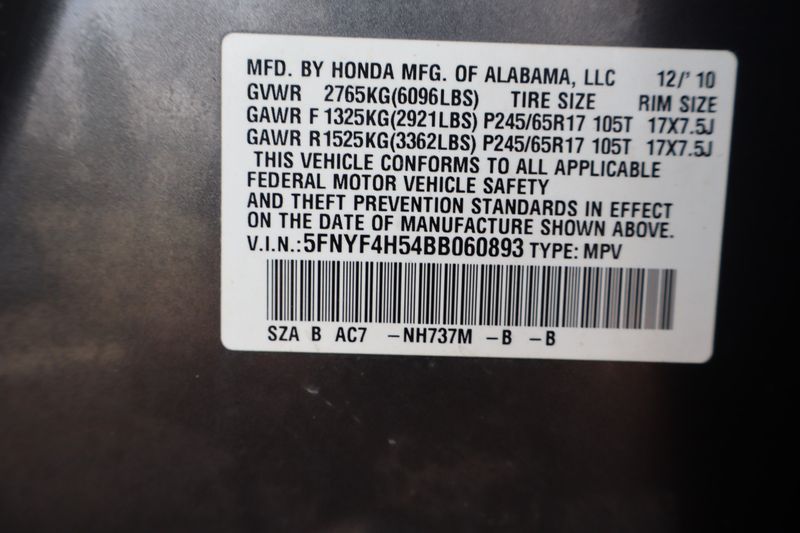 MFD. BY HONDA MFG. OF ALABAMA, LLC 12/' 10
GVWR 2765KG(6096LBS) TIRE SIZE RIM SIZE
GAWR F 1325KG(2921LBS) P245/65R17 105T 17X7.5J
GAWR R1525KG(3362LBS) P245/65R17 105T 17X7.5J
THIS VEHICLE CONFORMS TO ALL APPLICABLE
FEDERAL MOTOR VEHICLE SAFETY
AND THEFT PREVENTION STANDARDS IN EFFECT
ON THE DATE OF MANUFACTURE SHOWN ABOVE.
V.I.N.:5FNYF4H54BB060893 TYPE: MPV
SZA B AC7 -NH737M -B -B